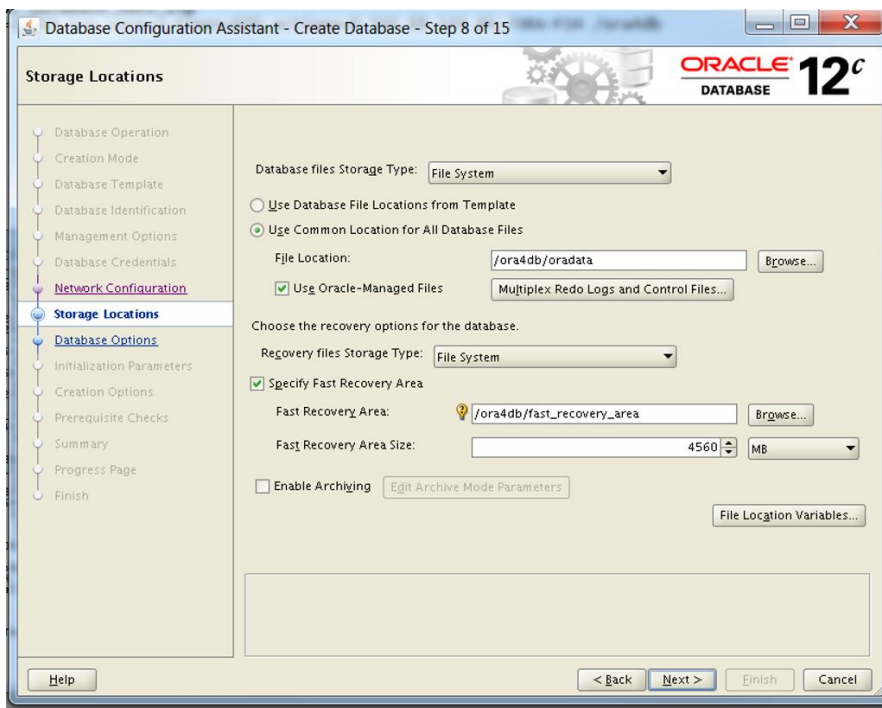 Database Configuration Assistant - Create Database - Step 8 of 15
Storage Locations
ORACLE
DATABASE
12c
Database Operation
Creation Mode
Database Template
Database Identification
Management Options
Database Credentials
Network Configuration
Storage Locations
Database Options
Initialization Parameters
Creation Options
Prerequisite Checks
Summary
Progress Page
Finish
Database files Storage Type: File System
Use Database File Locations from Template
Use Common Location for All Database Files
File Location: /ora4db/oradata Browse...
Use Oracle-Managed Files Multiplex Redo Logs and Control Files...
Choose the recovery options for the database.
Recovery files Storage Type: File System
Specify Fast Recovery Area
Fast Recovery Area: /ora4db/fast_recovery_area Browse...
Fast Recovery Area Size: 4560 MB
Enable Archiving Edit Archive Mode Parameters
File Location Variables...
Help < Back Next > Finish Cancel